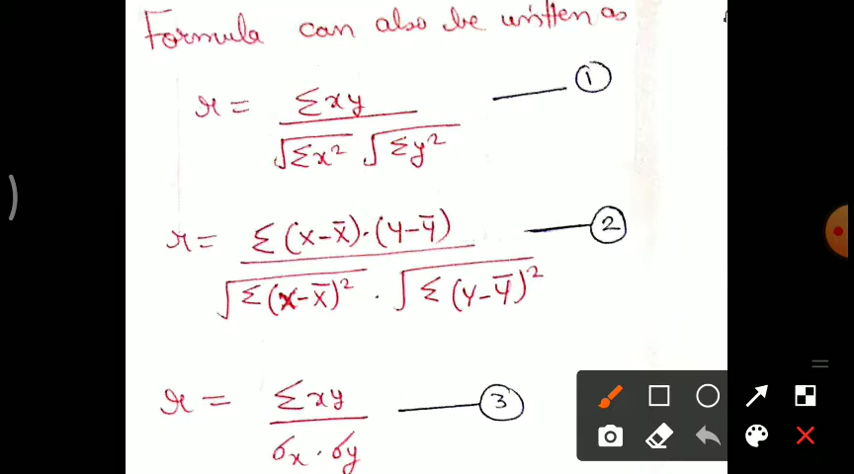 Formula can also be written as
r = Σxy / √Σx² √Σy² — ①
r = Σ(x-x̄)·(y-ȳ) / √Σ(x-x̄)² · √Σ(y-ȳ)² — ②
r = Σxy / σx · σy — ③